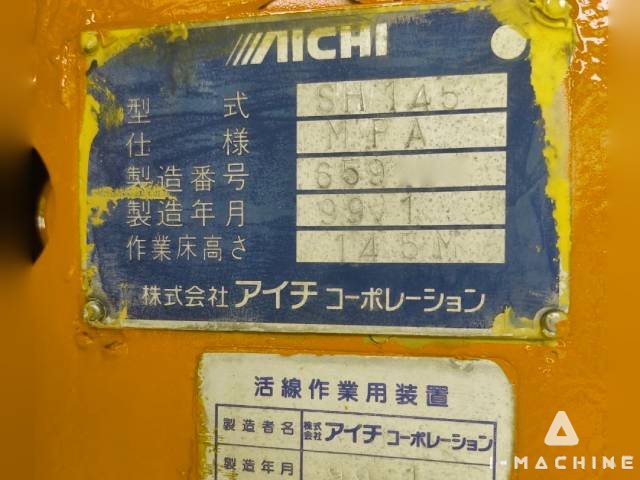 AICHI
型式 SH145
仕様 MPA
製造番号 659
製造年月 99.1
作業床高さ 14.5M
株式会社 アイチ コーポレーション
活線作業用装置
製造者名 株式会社 アイチ コーポレーション
製造年月
I-MACHINE